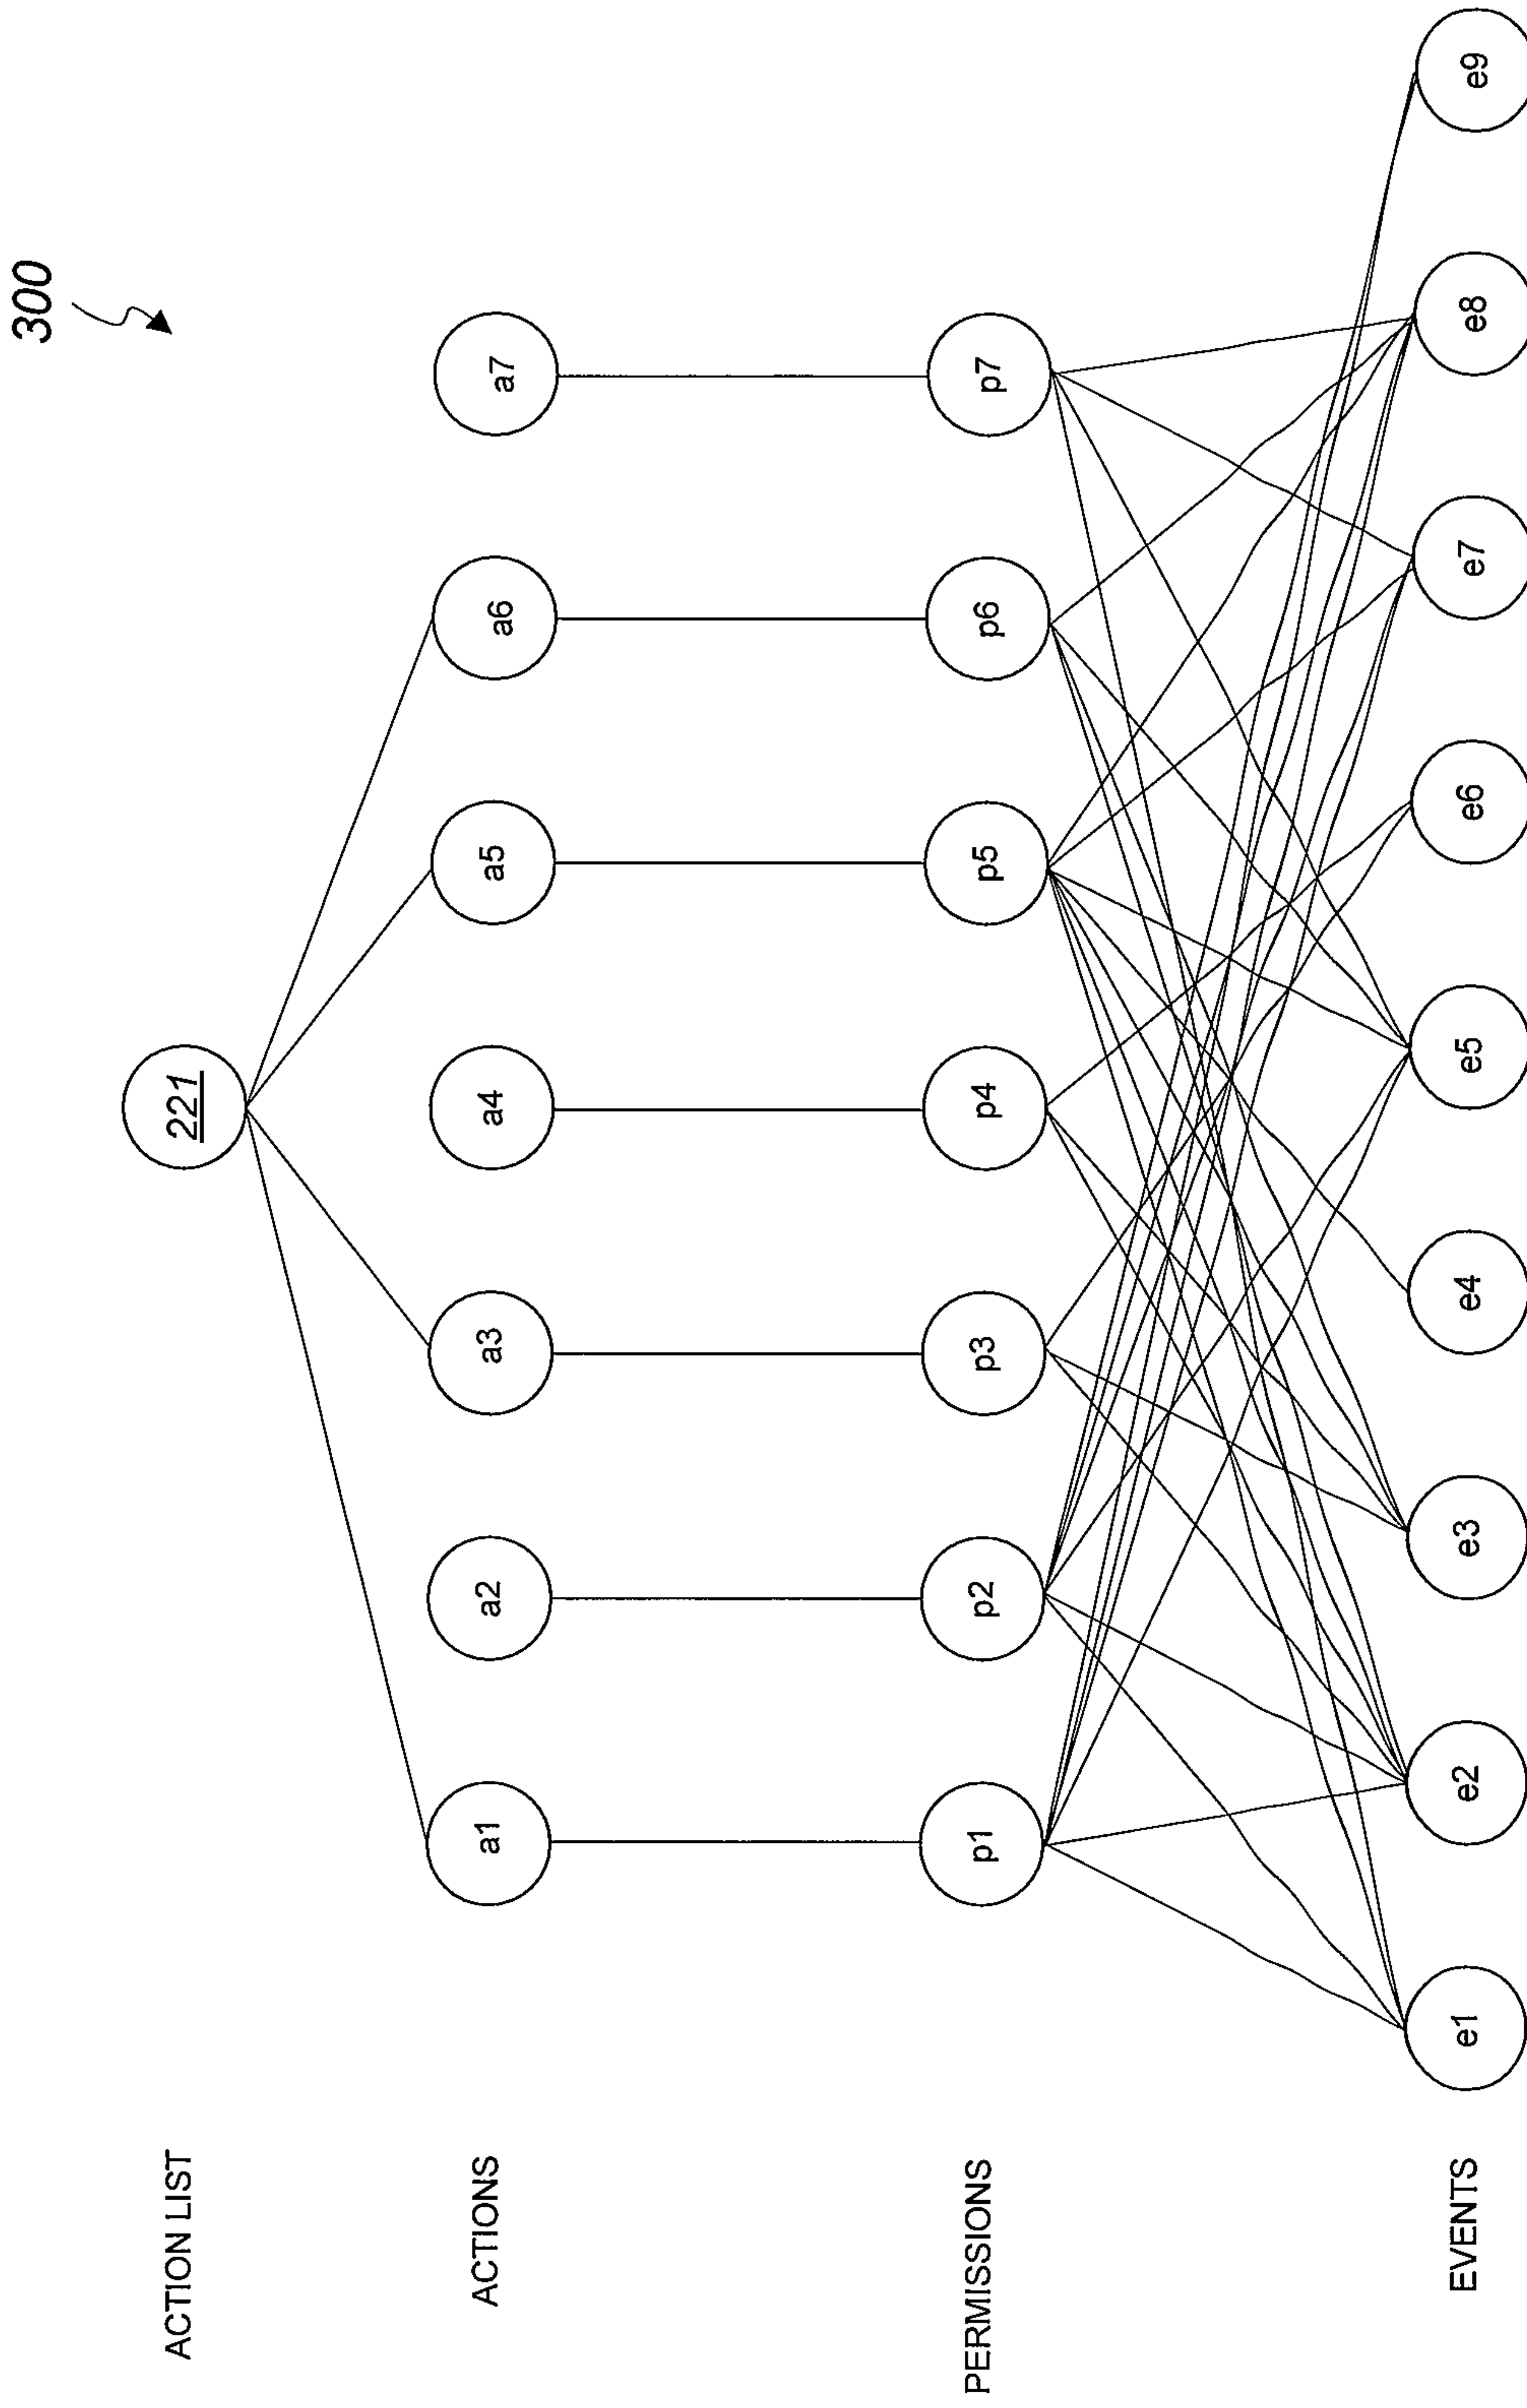 300
ACTION LIST
221
ACTIONS
a1 a2 a3 a4 a5 a6 a7
PERMISSIONS
p1 p2 p3 p4 p5 p6 p7
EVENTS
e1 e2 e3 e4 e5 e6 e7 e8 e9